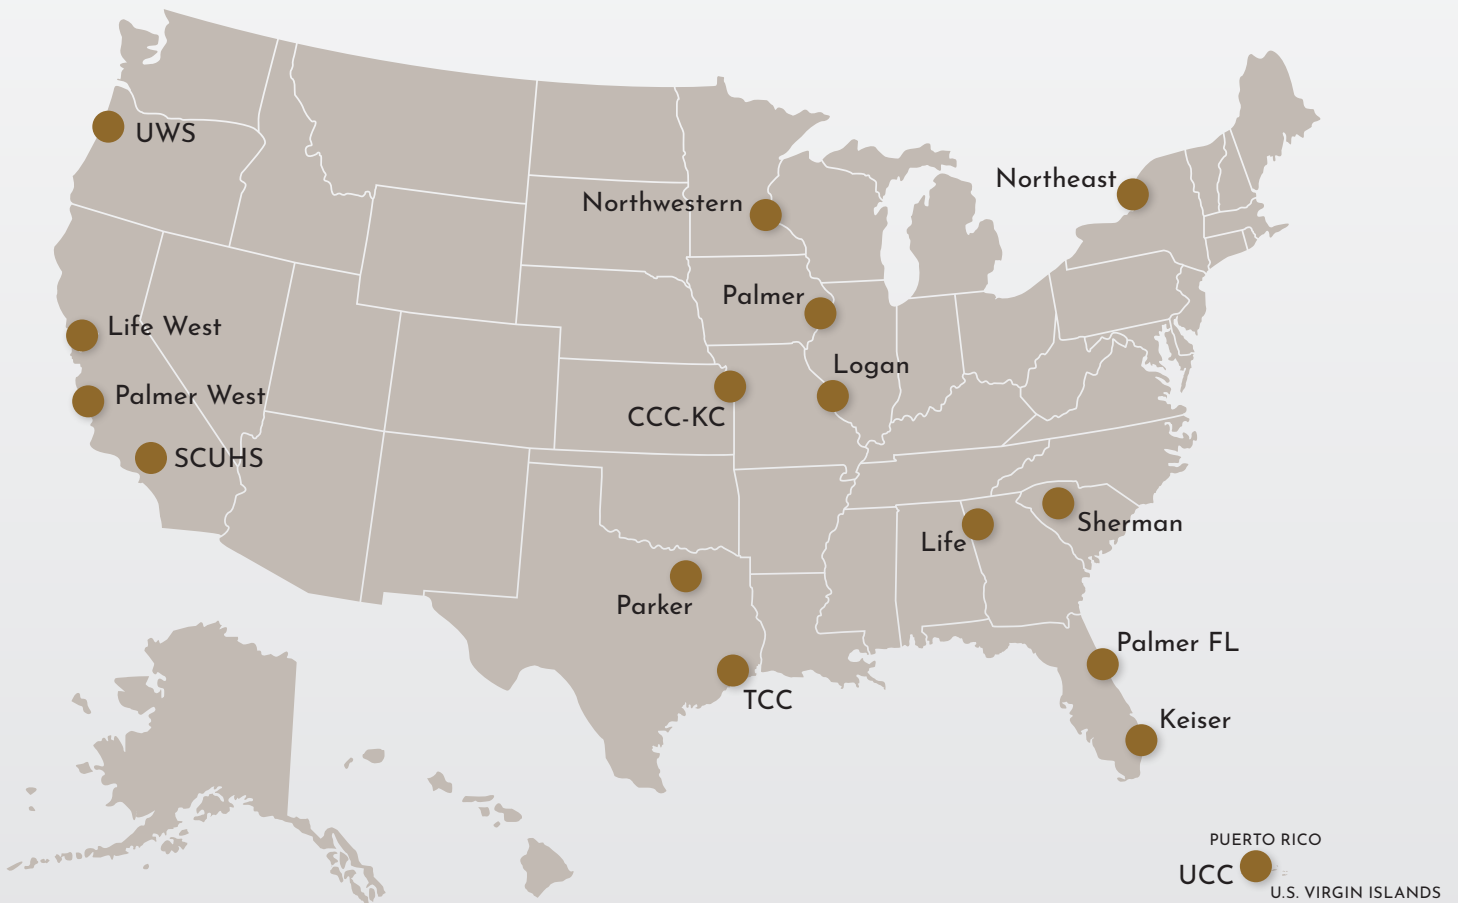 UWS
Northeast
Northwestern
Palmer
Life West
Logan
Palmer West
CCC-KC
SCUHS
Sherman
Life
Parker
Palmer FL
TCC
Keiser
PUERTO RICO
UCC
U.S. VIRGIN ISLANDS